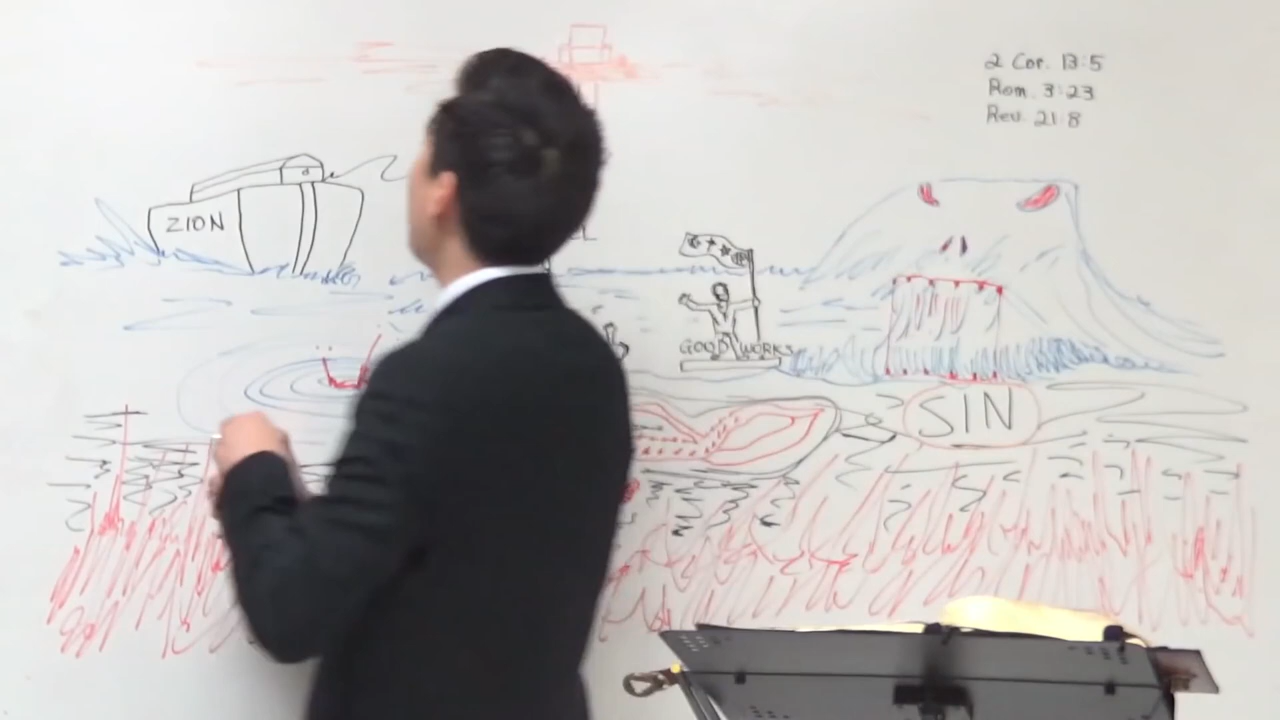 2 Cor. 13:5
Rom. 3:23
Rev. 21:8
ZION
GOOD WORKS
SIN